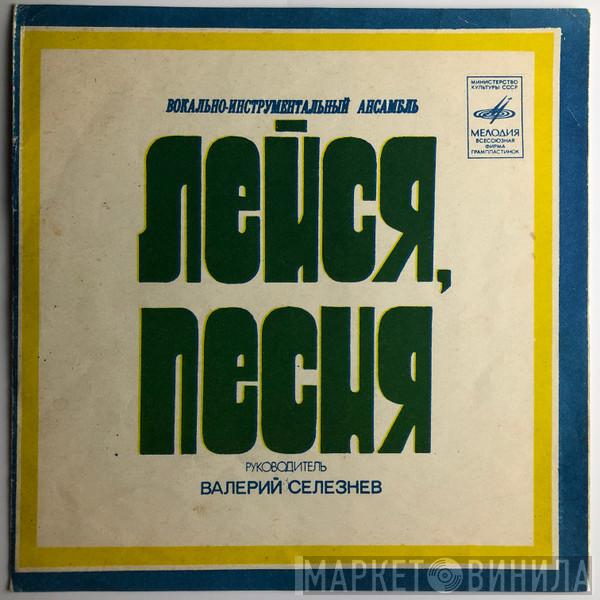 ВОКАЛЬНО-ИНСТРУМЕНТАЛЬНЫЙ АНСАМБЛЬ
МИНИСТЕРСТВО
КУЛЬТУРЫ СССР
МЕЛОДИЯ
ВСЕСОЮЗНАЯ
ФИРМА
ГРАМПЛАСТИНОК
ЛЕЙСЯ,
ПЕСНЯ
РУКОВОДИТЕЛЬ
ВАЛЕРИЙ СЕЛЕЗНЕВ
МАРКЕТ ВИНИЛА